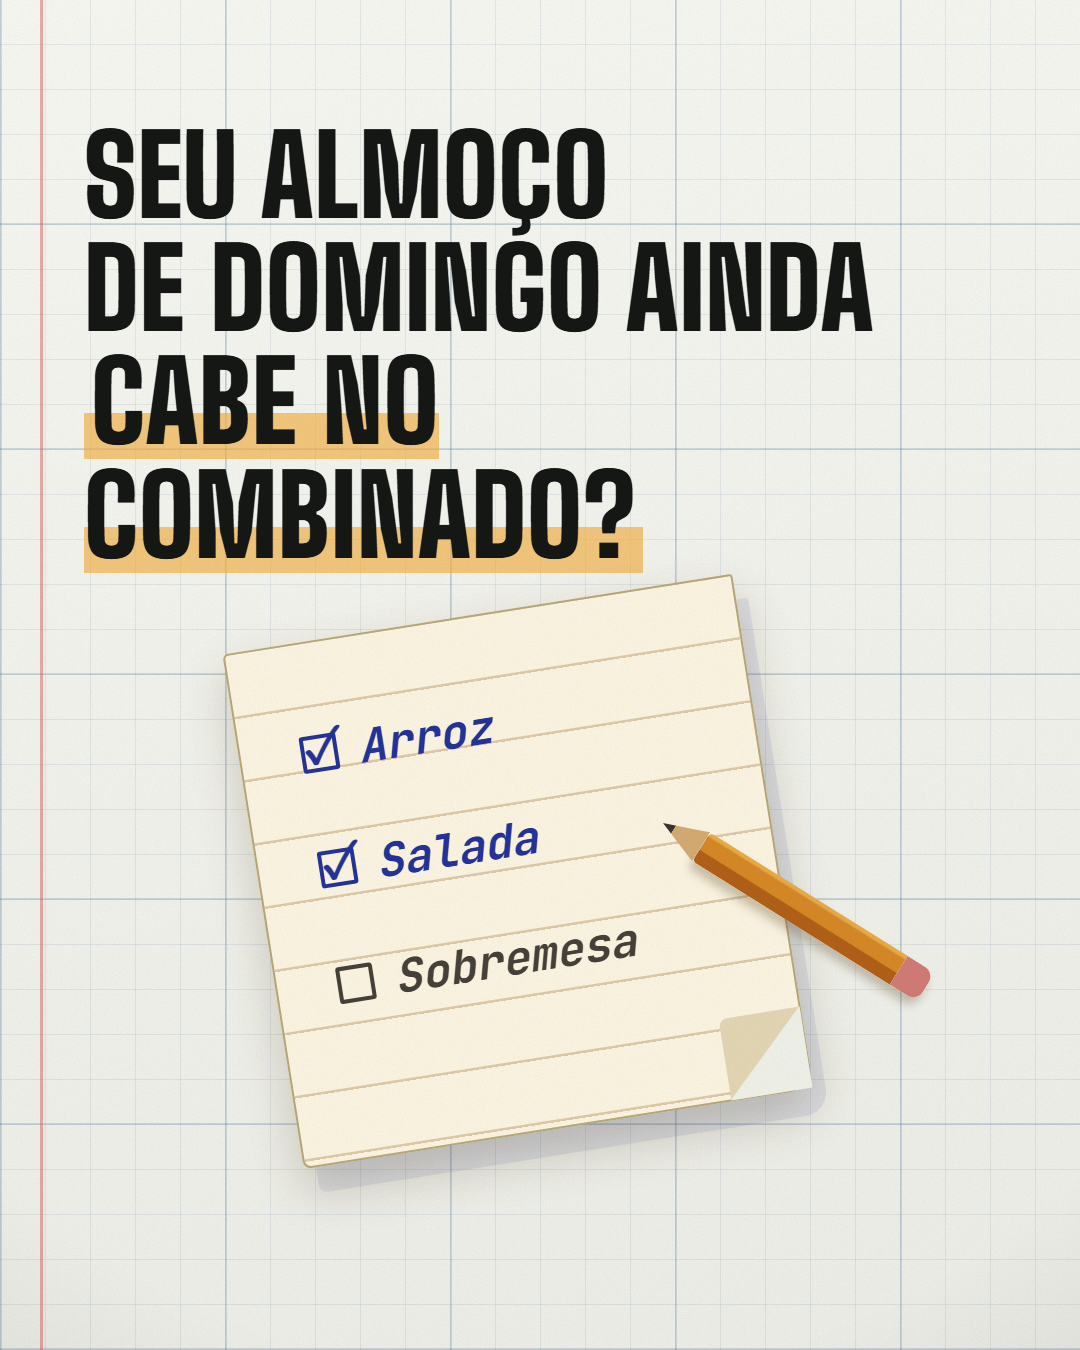 SEU ALMOÇO
DE DOMINGO AINDA
CABE NO
COMBINADO?
Arroz
Salada
Sobremesa